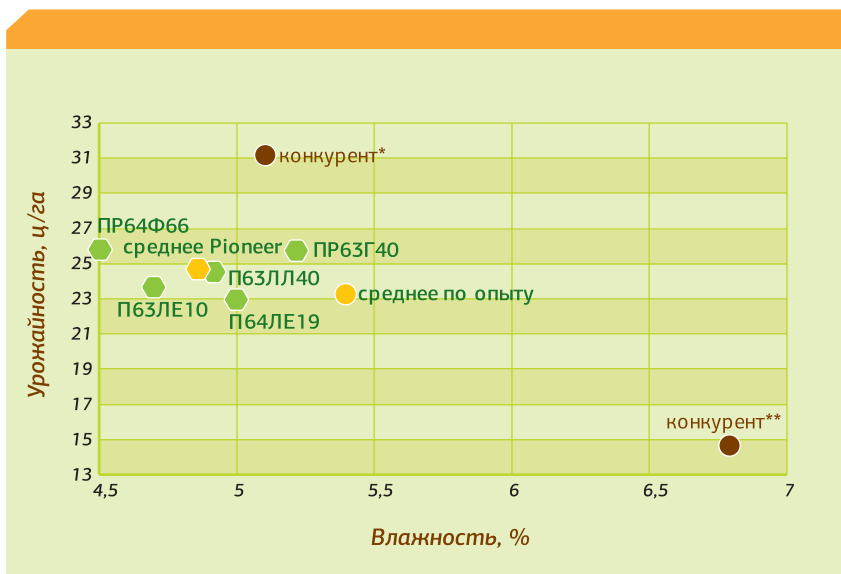 33
31
29
27
25
23
21
19
17
15
13
Урожайность, ц/га
конкурент*
ПР64Ф66
среднее Pioneer
ПР63Г40
П63ЛЛ40
П63ЛЕ10
П64ЛЕ19
среднее по опыту
конкурент**
4,5
5
5,5
6
6,5
7
Влажность, %